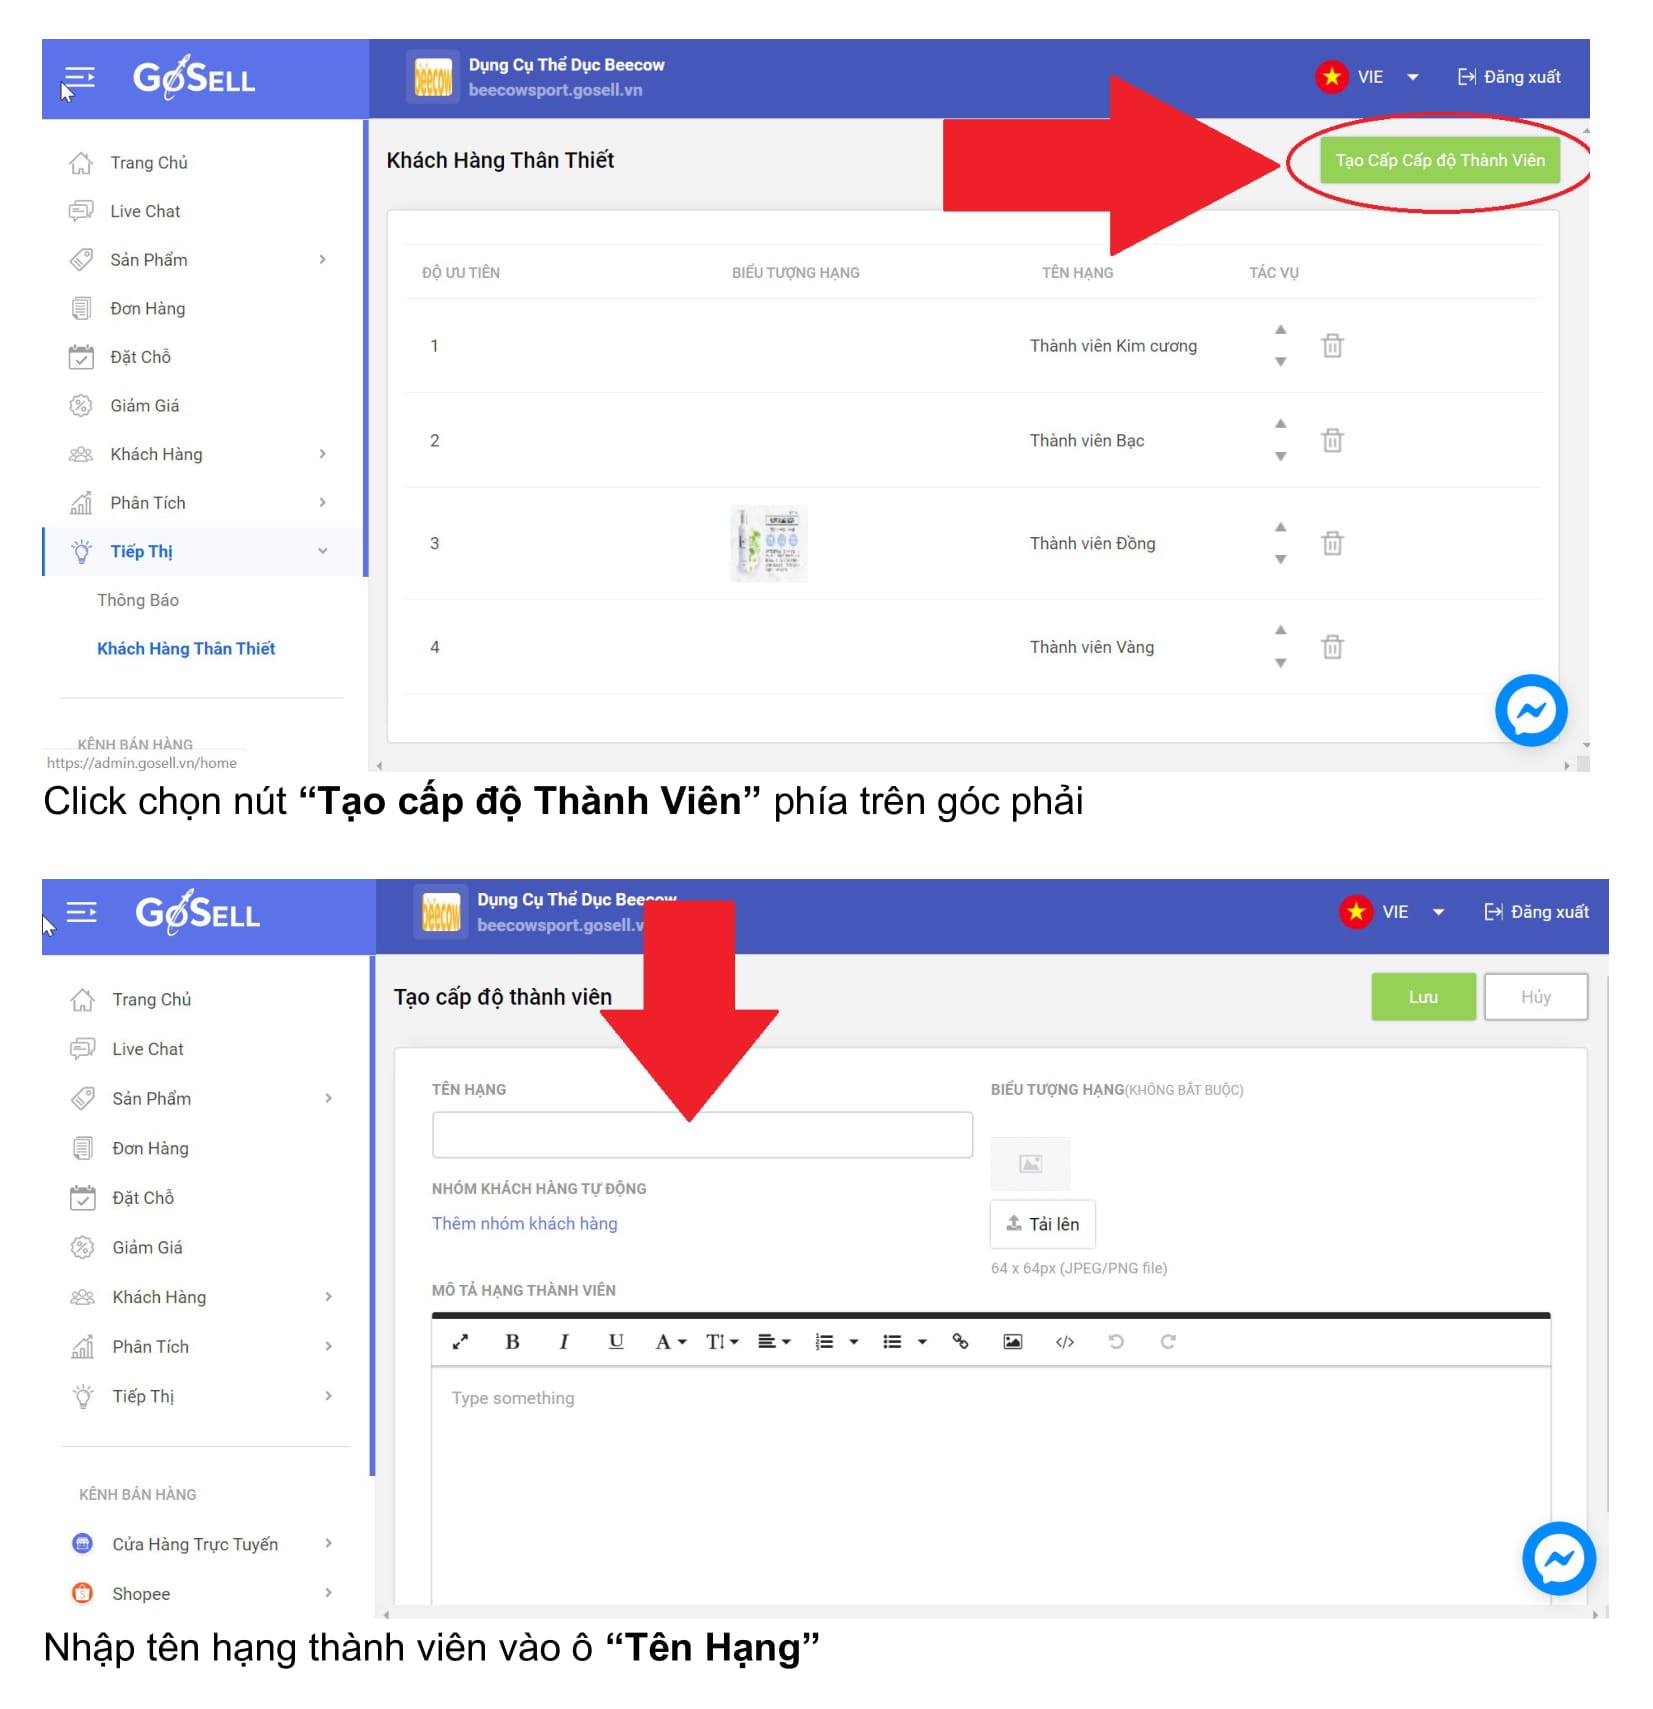 GoSELL
Dụng Cụ Thể Dục Beecow
beecowsport.gosell.vn
VIE
Đăng xuất
Trang Chủ
Live Chat
Sản Phẩm
Đơn Hàng
Đặt Chỗ
Giảm Giá
Khách Hàng
Phân Tích
Tiếp Thị
Thông Báo
Khách Hàng Thân Thiết
KÊNH BÁN HÀNG
https://admin.gosell.vn/home
Khách Hàng Thân Thiết
Tạo Cấp Cấp độ Thành Viên
ĐỘ ƯU TIÊN BIỂU TƯỢNG HẠNG TÊN HẠNG TÁC VỤ
1 Thành viên Kim cương
2 Thành viên Bạc
3 Thành viên Đồng
4 Thành viên Vàng
Click chọn nút “Tạo cấp độ Thành Viên” phía trên góc phải
GoSELL
beecow
Dụng Cụ Thể Dục Beecow
beecowsport.gosell.v
VIE
Đăng xuất
Trang Chủ
Live Chat
Sản Phẩm
Đơn Hàng
Đặt Chỗ
Giảm Giá
Khách Hàng
Phân Tích
Tiếp Thị
KÊNH BÁN HÀNG
Cửa Hàng Trực Tuyến
Shopee
Tạo cấp độ thành viên
Lưu
Hủy
TÊN HẠNG
BIỂU TƯỢNG HẠNG(KHÔNG BẮT BUỘC)
NHÓM KHÁCH HÀNG TỰ ĐỘNG
Thêm nhóm khách hàng
Tải lên
64 x 64px (JPEG/PNG file)
MÔ TẢ HẠNG THÀNH VIÊN
B I U A TI </>
Type something
Nhập tên hạng thành viên vào ô “Tên Hạng”